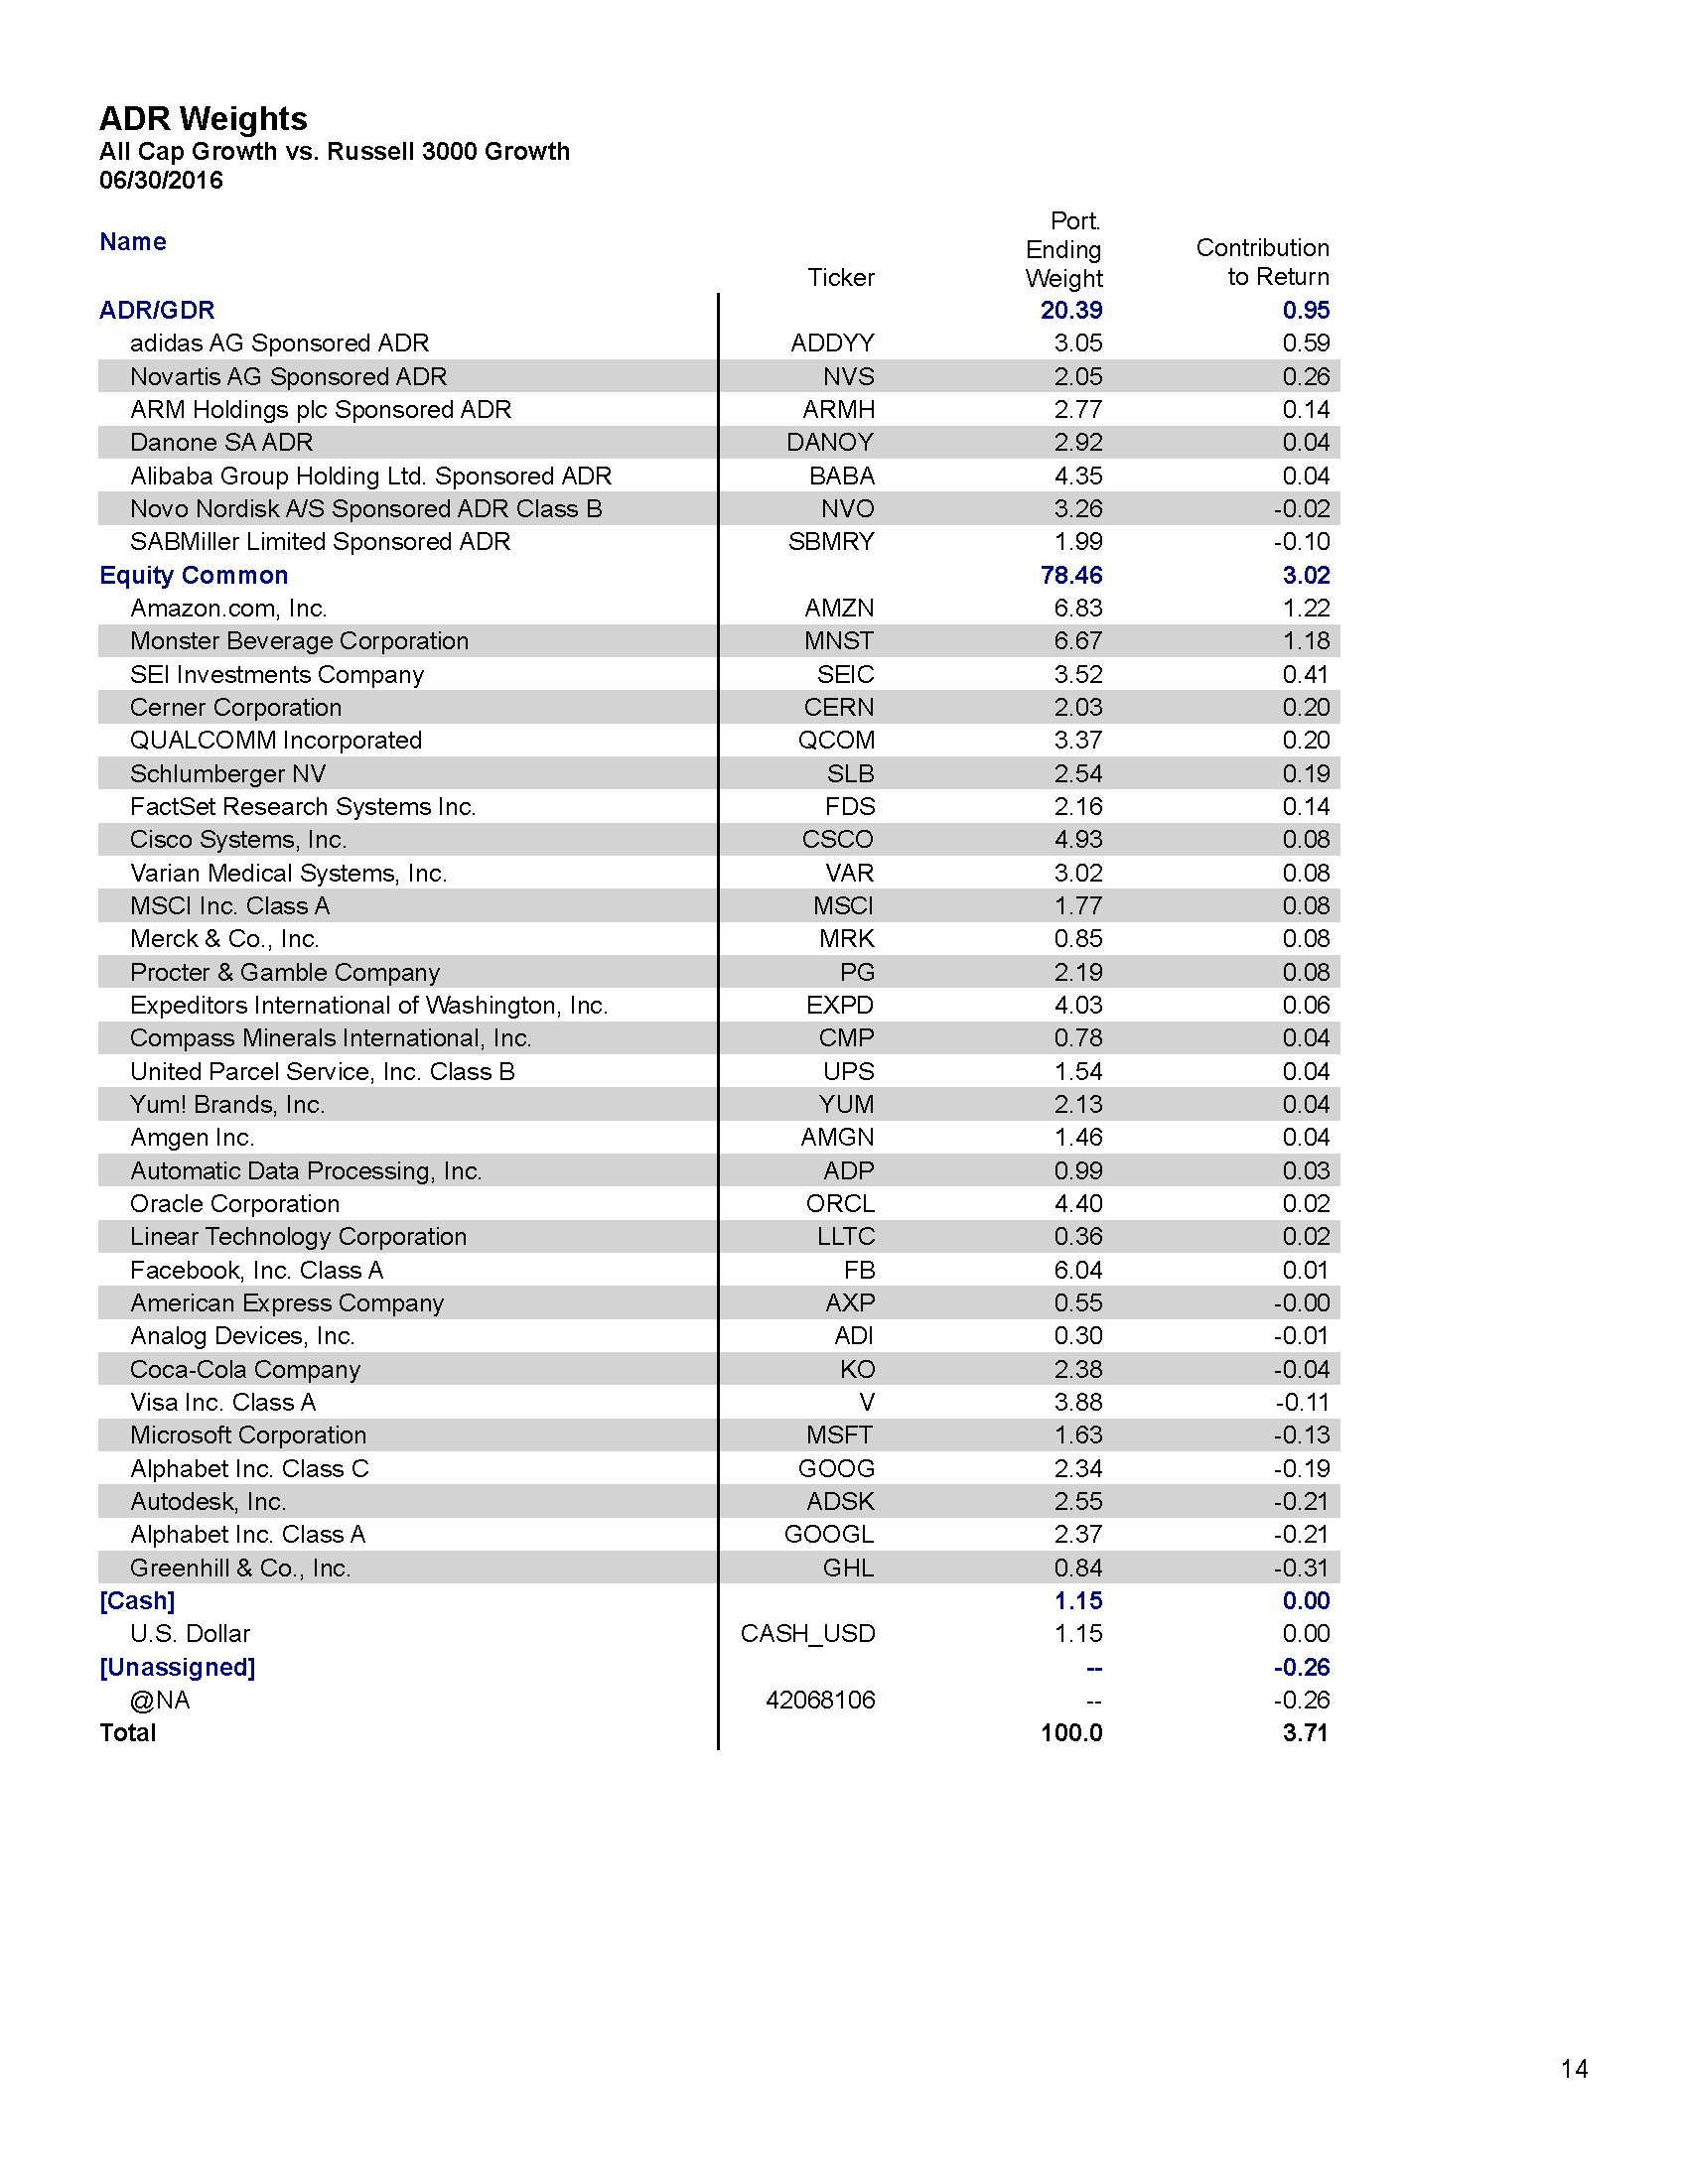 ADR Weights
All Cap Growth vs. Russell 3000 Growth
06/30/2016
Name Ticker Port. Ending Weight Contribution to Return
ADR/GDR 20.39 0.95
adidas AG Sponsored ADR ADDYY 3.05 0.59
Novartis AG Sponsored ADR NVS 2.05 0.26
ARM Holdings plc Sponsored ADR ARMH 2.77 0.14
Danone SA ADR DANOY 2.92 0.04
Alibaba Group Holding Ltd. Sponsored ADR BABA 4.35 0.04
Novo Nordisk A/S Sponsored ADR Class B NVO 3.26 -0.02
SABMiller Limited Sponsored ADR SBMRY 1.99 -0.10
Equity Common 78.46 3.02
Amazon.com, Inc. AMZN 6.83 1.22
Monster Beverage Corporation MNST 6.67 1.18
SEI Investments Company SEIC 3.52 0.41
Cerner Corporation CERN 2.03 0.20
QUALCOMM Incorporated QCOM 3.37 0.20
Schlumberger NV SLB 2.54 0.19
FactSet Research Systems Inc. FDS 2.16 0.14
Cisco Systems, Inc. CSCO 4.93 0.08
Varian Medical Systems, Inc. VAR 3.02 0.08
MSCI Inc. Class A MSCI 1.77 0.08
Merck & Co., Inc. MRK 0.85 0.08
Procter & Gamble Company PG 2.19 0.08
Expeditors International of Washington, Inc. EXPD 4.03 0.06
Compass Minerals International, Inc. CMP 0.78 0.04
United Parcel Service, Inc. Class B UPS 1.54 0.04
Yum! Brands, Inc. YUM 2.13 0.04
Amgen Inc. AMGN 1.46 0.04
Automatic Data Processing, Inc. ADP 0.99 0.03
Oracle Corporation ORCL 4.40 0.02
Linear Technology Corporation LLTC 0.36 0.02
Facebook, Inc. Class A FB 6.04 0.01
American Express Company AXP 0.55 -0.00
Analog Devices, Inc. ADI 0.30 -0.01
Coca-Cola Company KO 2.38 -0.04
Visa Inc. Class A V 3.88 -0.11
Microsoft Corporation MSFT 1.63 -0.13
Alphabet Inc. Class C GOOG 2.34 -0.19
Autodesk, Inc. ADSK 2.55 -0.21
Alphabet Inc. Class A GOOGL 2.37 -0.21
Greenhill & Co., Inc. GHL 0.84 -0.31
[Cash] 1.15 0.00
U.S. Dollar CASH_USD 1.15 0.00
[Unassigned] -- -0.26
@NA 42068106 -- -0.26
Total 100.0 3.71
14